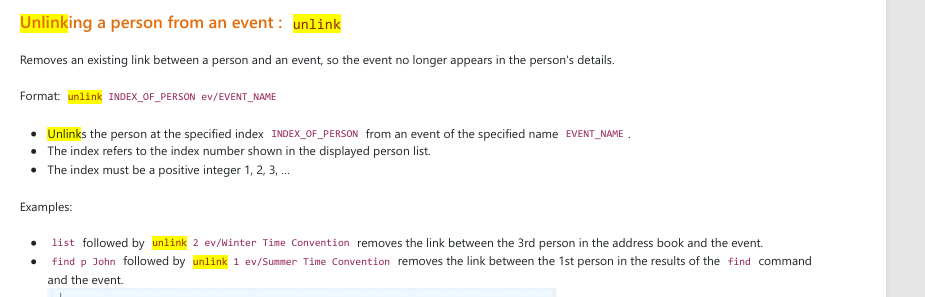 Unlinking a person from an event : unlink
Removes an existing link between a person and an event, so the event no longer appears in the person's details.
Format: unlink INDEX_OF_PERSON ev/EVENT_NAME
• Unlinks the person at the specified index INDEX_OF_PERSON from an event of the specified name EVENT_NAME .
• The index refers to the index number shown in the displayed person list.
• The index must be a positive integer 1, 2, 3, …
Examples:
• list followed by unlink 2 ev/Winter Time Convention removes the link between the 3rd person in the address book and the event.
• find p John followed by unlink 1 ev/Summer Time Convention removes the link between the 1st person in the results of the find command
and the event.